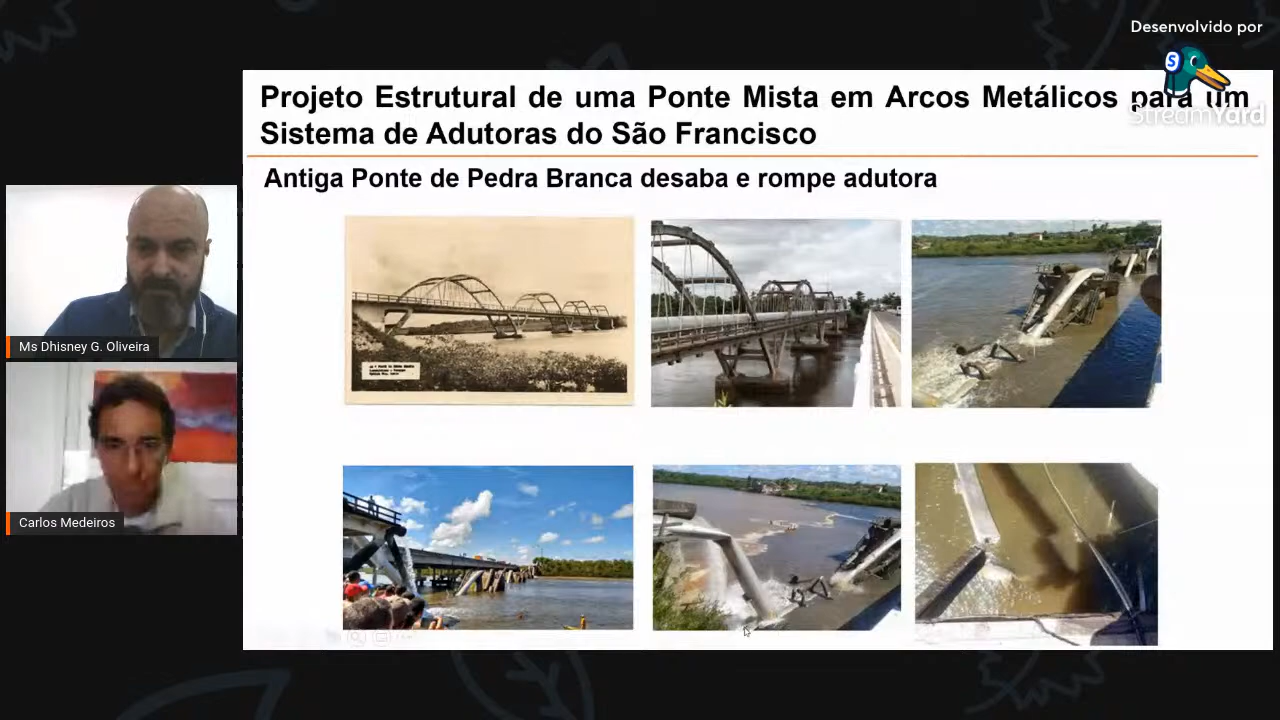 Desenvolvido por
StreamYard
Projeto Estrutural de uma Ponte Mista em Arcos Metálicos para um
Sistema de Adutoras do São Francisco
Antiga Ponte de Pedra Branca desaba e rompe adutora
Ms Dhisney G. Oliveira
Carlos Medeiros